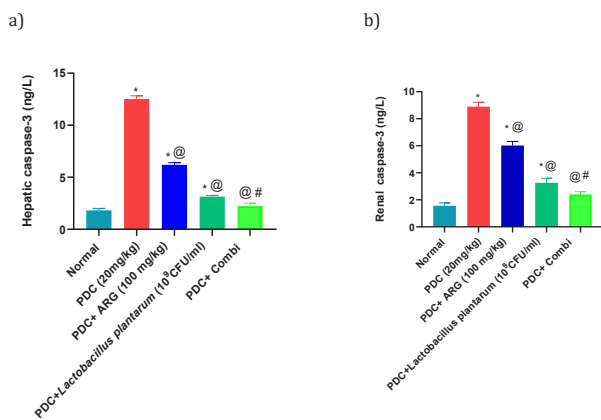 a)
Hepatic caspase-3 (ng/L)
15
10
5
0
*
* @
* @
@ #
Normal
PDC (20mg/kg)
PDC+ ARG (100 mg/kg)
PDC+Lactobacillus plantarum (10⁹CFU/ml)
PDC+ Combi
b)
Renal caspase-3 (ng/L)
10
8
6
4
2
0
*
* @
* @
@ #
Normal
PDC (20mg/kg)
PDC+ ARG (100 mg/kg)
PDC+Lactobacillus plantarum (10⁹CFU/ml)
PDC+ Combi